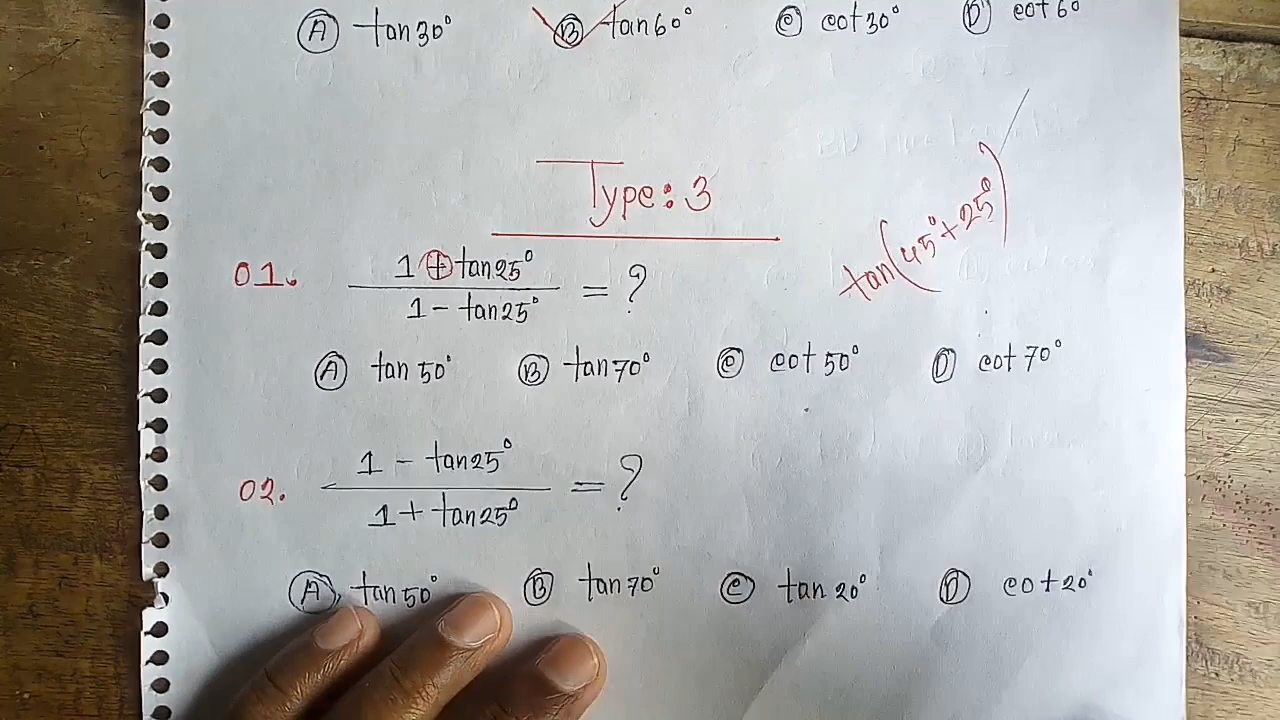 Ⓐ tan30° Ⓑ tan60° Ⓒ cot30° Ⓓ cot60
Type: 3
tan(45°+25°)
01. (1 + tan25°)/(1 - tan25°) = ?
Ⓐ tan50° Ⓑ tan70° Ⓒ cot50° Ⓓ cot70°
02. (1 - tan25°)/(1 + tan25°) = ?
Ⓐ tan50° Ⓑ tan70° Ⓒ tan20° Ⓓ cot20°